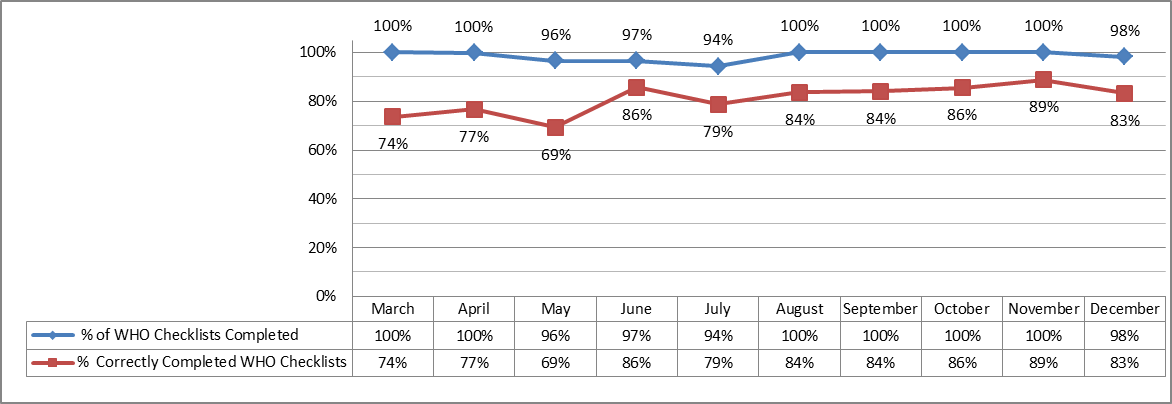 100% 100% 96% 97% 94% 100% 100% 100% 100% 98%
100%
80%
74% 77% 69% 86% 79% 84% 84% 86% 89% 83%
60%
40%
20%
0%
March April May June July August September October November December
% of WHO Checklists Completed 100% 100% 96% 97% 94% 100% 100% 100% 100% 98%
% Correctly Completed WHO Checklists 74% 77% 69% 86% 79% 84% 84% 86% 89% 83%